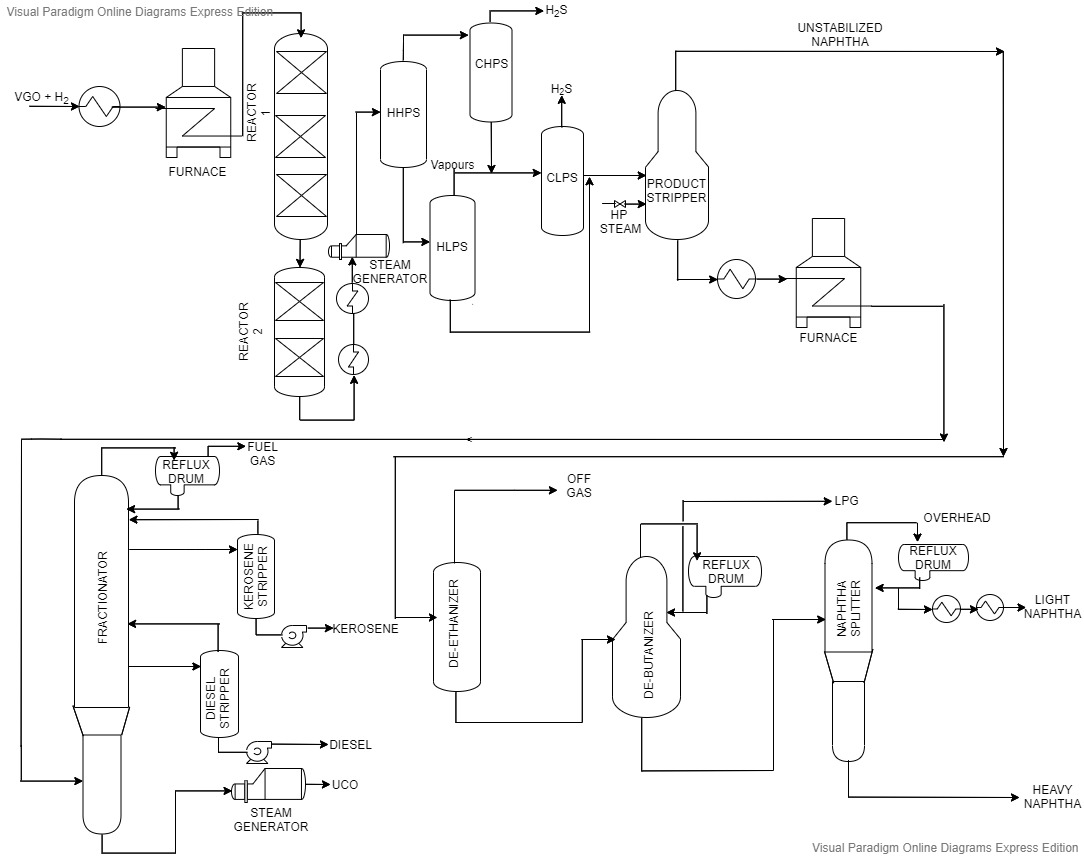 Visual Paradigm Online Diagrams Express Edition
H₂S
UNSTABILIZED
NAPHTHA
CHPS
VGO + H₂
REACTOR
1
FURNACE
HHPS
H₂S
Vapours
CLPS
PRODUCT
STRIPPER
HP
STEAM
HLPS
STEAM
GENERATOR
REACTOR
2
FURNACE
FUEL
GAS
REFLUX
DRUM
OFF
GAS
LPG
OVERHEAD
REFLUX
DRUM
REFLUX
DRUM
FRACTIONATOR
KEROSENE
STRIPPER
KEROSENE
DE-ETHANIZER
DE-BUTANIZER
NAPHTHA
SPLITTER
LIGHT
NAPHTHA
DIESEL
STRIPPER
DIESEL
UCO
STEAM
GENERATOR
HEAVY
NAPHTHA
Visual Paradigm Online Diagrams Express Edition